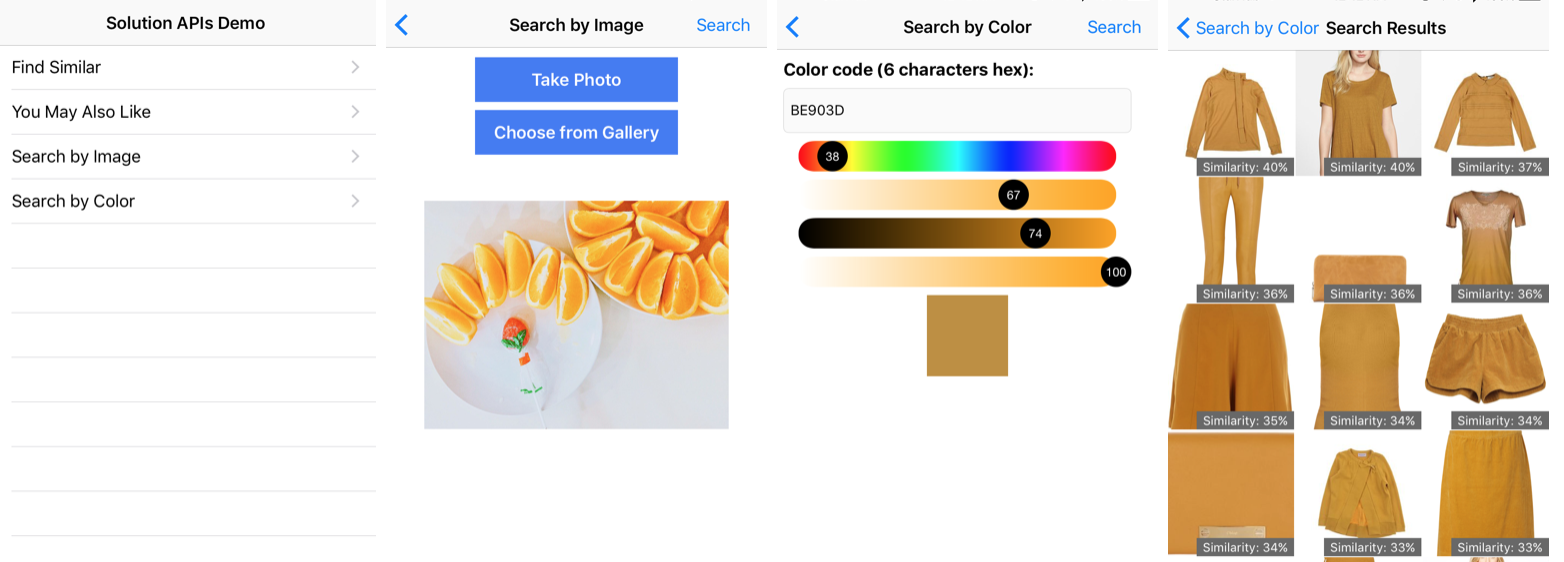 Solution APIs Demo
Find Similar
You May Also Like
Search by Image
Search by Color
Search by Image
Search
Take Photo
Choose from Gallery
Search by Color
Search
Color code (6 characters hex):
BE903D
38
67
74
100
Search by Color
Search Results
Similarity: 40%
Similarity: 40%
Similarity: 37%
Similarity: 36%
Similarity: 36%
Similarity: 36%
Similarity: 35%
Similarity: 34%
Similarity: 34%
Similarity: 34%
Similarity: 33%
Similarity: 33%